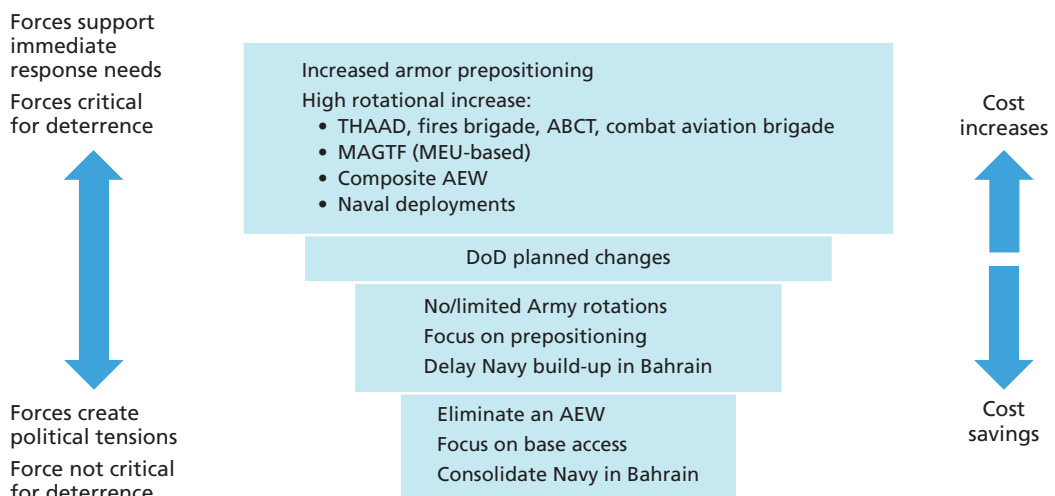 Forces support
immediate
response needs
Forces critical
for deterrence
Increased armor prepositioning
High rotational increase:
• THAAD, fires brigade, ABCT, combat aviation brigade
• MAGTF (MEU-based)
• Composite AEW
• Naval deployments
Cost
increases
DoD planned changes
No/limited Army rotations
Focus on prepositioning
Delay Navy build-up in Bahrain
Forces create
political tensions
Force not critical
for deterrence
Eliminate an AEW
Focus on base access
Consolidate Navy in Bahrain
Cost
savings